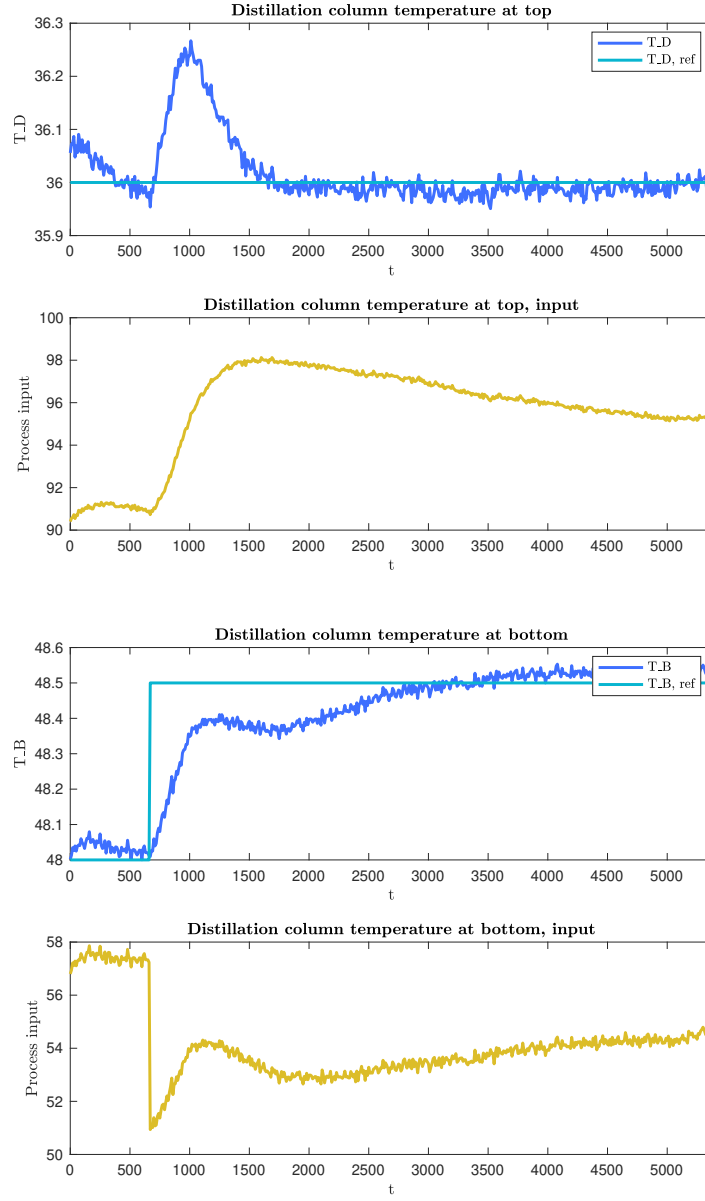 Distillation column temperature at top
36.3
36.2
36.1
36
35.9
T_D
T_D
T_D, ref
0 500 1000 1500 2000 2500 3000 3500 4000 4500 5000
t
Distillation column temperature at top, input
100
98
96
94
92
90
Process input
0 500 1000 1500 2000 2500 3000 3500 4000 4500 5000
t
Distillation column temperature at bottom
48.6
48.5
48.4
48.3
48.2
48.1
48
T_B
T_B
T_B, ref
0 500 1000 1500 2000 2500 3000 3500 4000 4500 5000
t
Distillation column temperature at bottom, input
58
56
54
52
50
Process input
0 500 1000 1500 2000 2500 3000 3500 4000 4500 5000
t